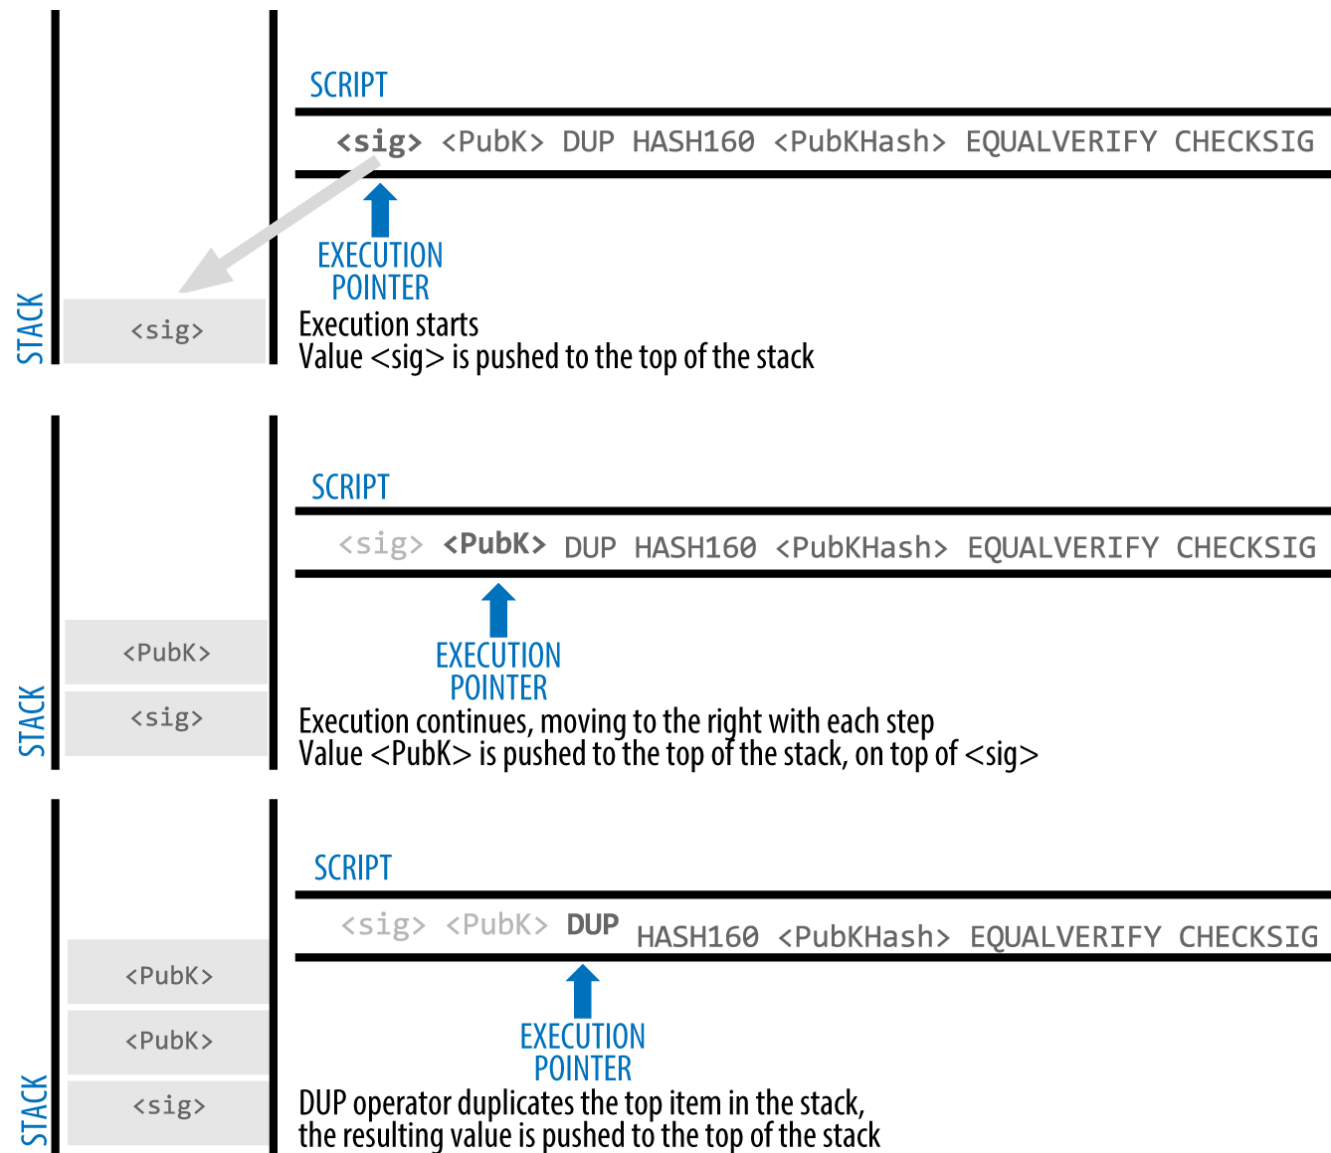 SCRIPT
<sig> <PubK> DUP HASH160 <PubKHash> EQUALVERIFY CHECKSIG
EXECUTION
POINTER
STACK
<sig>
Execution starts
Value <sig> is pushed to the top of the stack
SCRIPT
<sig> <PubK> DUP HASH160 <PubKHash> EQUALVERIFY CHECKSIG
EXECUTION
POINTER
STACK
<PubK>
<sig>
Execution continues, moving to the right with each step
Value <PubK> is pushed to the top of the stack, on top of <sig>
SCRIPT
<sig> <PubK> DUP HASH160 <PubKHash> EQUALVERIFY CHECKSIG
EXECUTION
POINTER
STACK
<PubK>
<PubK>
<sig>
DUP operator duplicates the top item in the stack,
the resulting value is pushed to the top of the stack